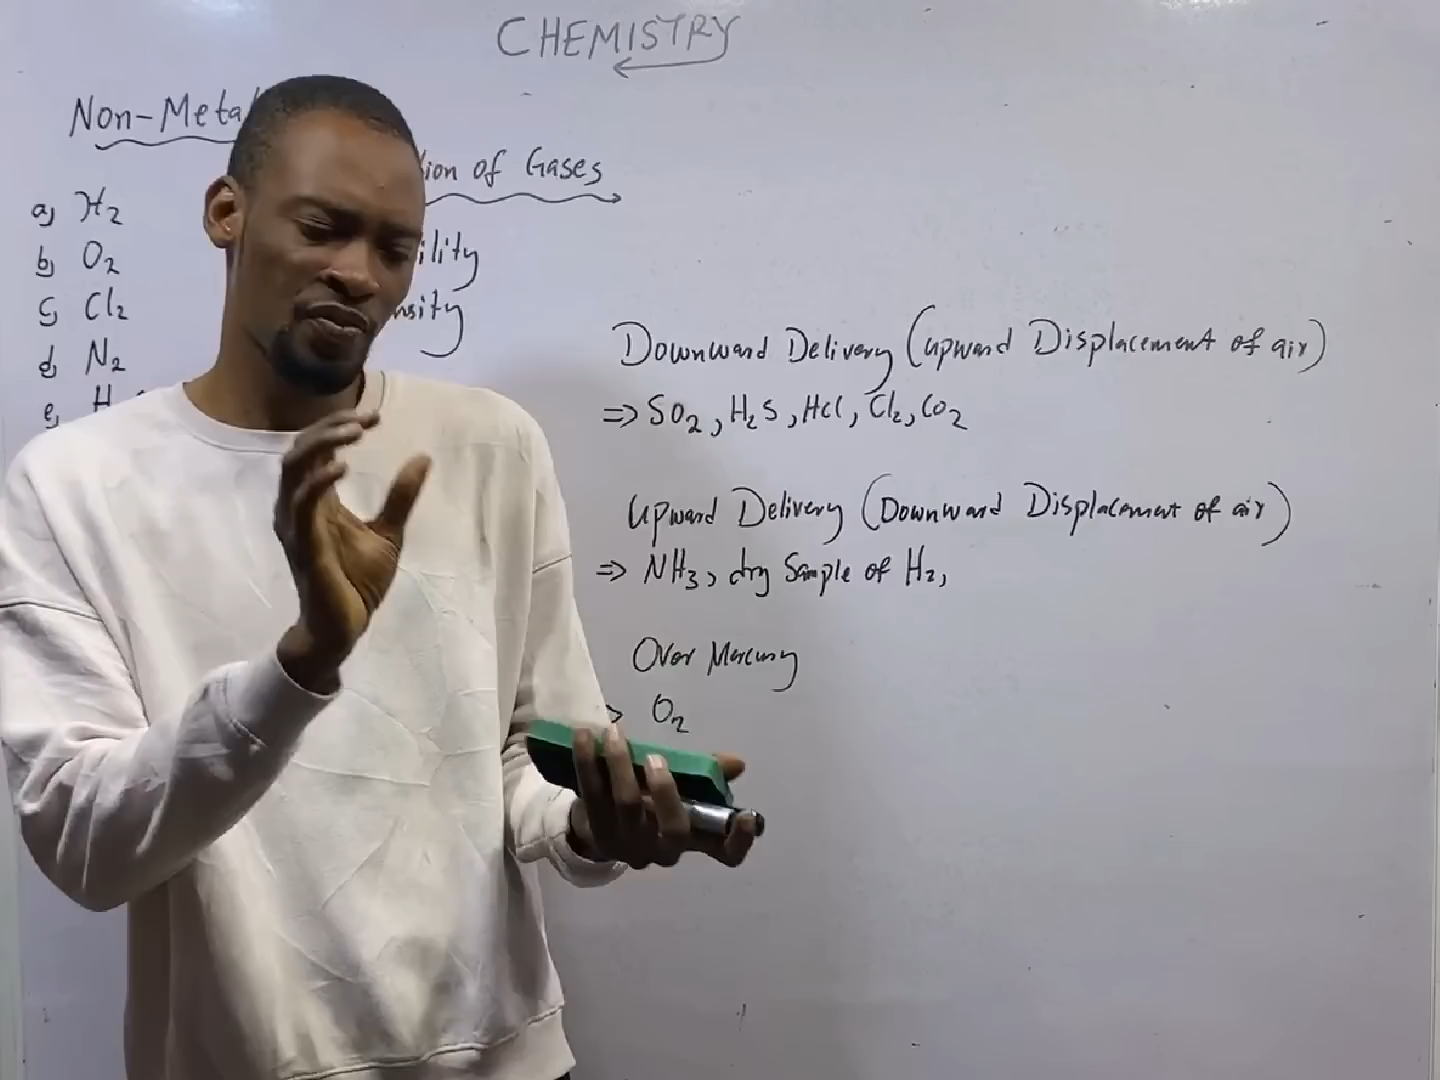 CHEMISTRY
Non-Metal
ion of Gases
a) H2
b) O2
c) Cl2
d) N2
e) H
ility
nsity
Downward Delivery (Upward Displacement of air)
=> SO2, H2S, HCl, Cl2, CO2
Upward Delivery (Downward Displacement of air)
=> NH3, dry Sample of H2,
Over Mercury
> O2